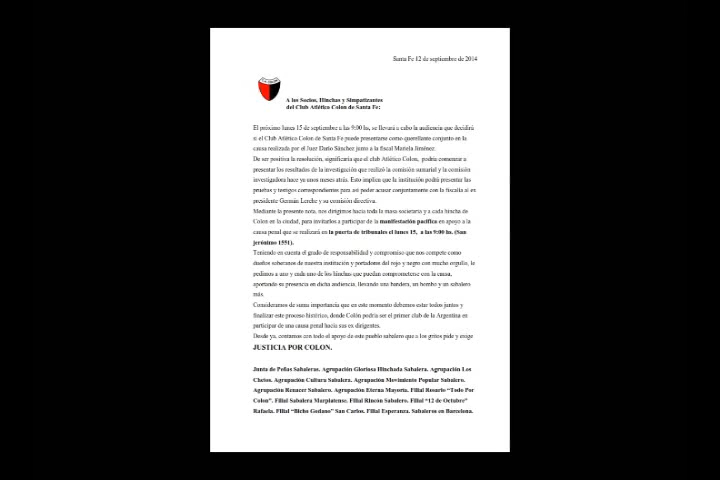 Santa Fe 12 de septiembre de 2014
A los Socios, Hinchas y Simpatizantes
del Club Atlético Colon de Santa Fe:
El próximo lunes 15 de septiembre a las 9:00 hs, se llevará a cabo la audiencia que decidirá
si el Club Atlético Colon de Santa Fe puede presentarse como querellante conjunto en la
causa realizada por el Juez Darío Sánchez junto a la fiscal Mariela Jiménez.
De ser positiva la resolución, significaría que el club Atlético Colon, podría comenzar a
presentar los resultados de la investigación que realizó la comisión sumarial y la comisión
investigadora hace ya unos meses atrás. Esto implica que la institución podrá presentar las
pruebas y testigos correspondientes para así poder acusar conjuntamente con la fiscalía al ex
presidente Germán Lerche y su comisión directiva.
Mediante la presente nota, nos dirigimos hacia toda la masa societaria y a cada hincha de
Colon en la ciudad, para invitarlos a participar de la manifestación pacífica en apoyo a la
causa penal que se realizará en la puerta de tribunales el lunes 15, a las 9:00 hs. (San
jerónimo 1551).
Teniendo en cuenta el grado de responsabilidad y compromiso que nos compete como
dueños soberanos de nuestra institución y portadores del rojo y negro con mucho orgullo, le
pedimos a uno y cada uno de los hinchas que puedan comprometerse con la causa,
aportando su presencia en dicha audiencia, llevando una bandera, un bombo y un sabalero
más.
Consideramos de suma importancia que en este momento debemos estar todos juntos y
finalizar este proceso histórico, donde Colón podría ser el primer club de la Argentina en
participar de una causa penal hacia sus ex dirigentes.
Desde ya, contamos con todo el apoyo de este pueblo sabalero que a los gritos pide y exige
JUSTICIA POR COLON.
Junta de Peñas Sabaleras. Agrupación Gloriosa Hinchada Sabalera. Agrupación Los
Chetos. Agrupación Cultura Sabalera. Agrupación Movimiento Popular Sabalero.
Agrupación Renacer Sabalero. Agrupación Eterna Mayoría. Filial Rosario “Todo Por
Colon”. Filial Sabalera Marplatense. Filial Rincón Sabalero. Filial “12 de Octubre”
Rafaela. Filial “Bicho Godano” San Carlos. Filial Esperanza. Sabaleros en Barcelona.